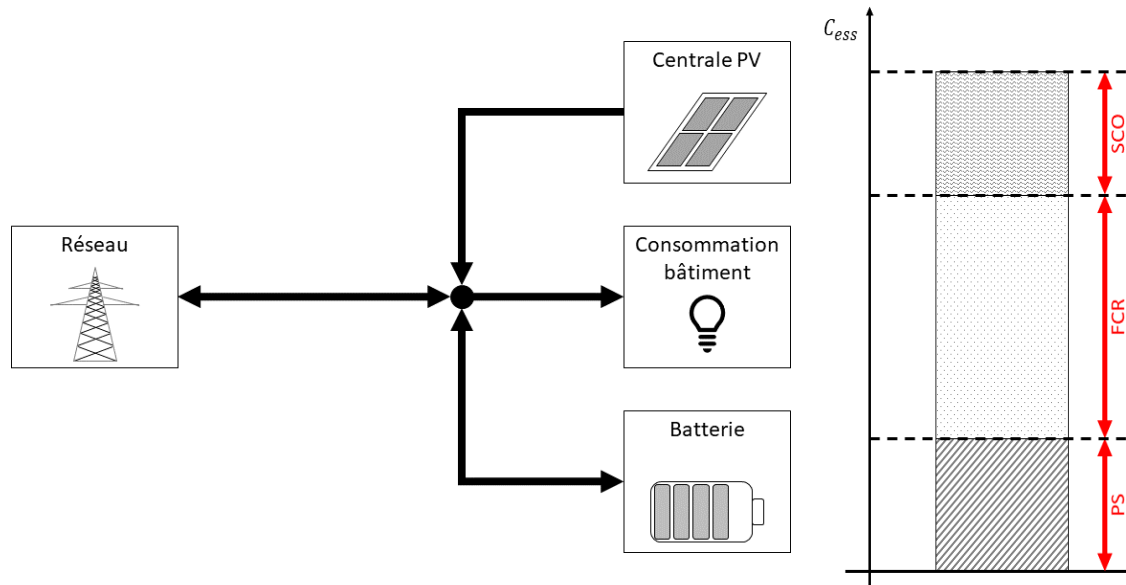 Centrale PV
Réseau
Consommation
bâtiment
Batterie
C_ess
SCO
FCR
PS